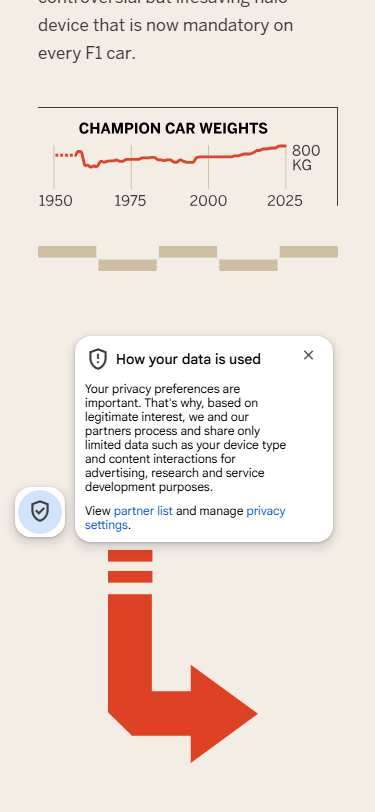 controversial but lifesaving halo
device that is now mandatory on
every F1 car.
CHAMPION CAR WEIGHTS
800
KG
1950 1975 2000 2025
How your data is used
Your privacy preferences are
important. That's why, based on
legitimate interest, we and our
partners process and share only
limited data such as your device type
and content interactions for
advertising, research and service
development purposes.
View partner list and manage privacy
settings.